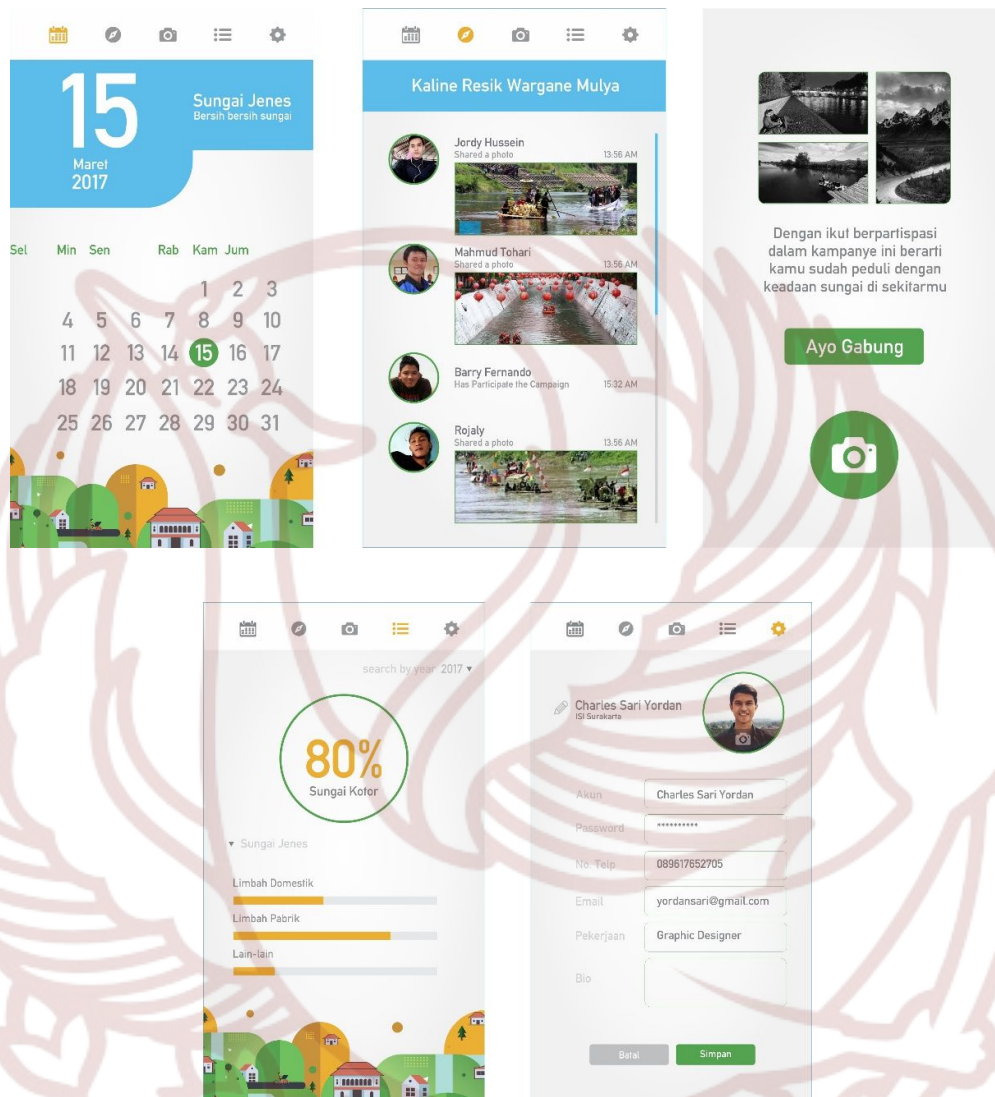 15
Maret
2017
Sungai Jenes
Bersih bersih sungai
Sel Min Sen Rab Kam Jum
1 2 3
4 5 6 7 8 9 10
11 12 13 14 15 16 17
18 19 20 21 22 23 24
25 26 27 28 29 30 31
Kaline Resik Wargane Mulya
Jordy Hussein
Shared a photo 13:56 AM
Mahmud Tohari
Shared a photo 13:56 AM
Barry Fernando
Has Participate the Campaign 15:32 AM
Rojaly
Shared a photo 13:56 AM
Dengan ikut berpartispasi
dalam kampanye ini berarti
kamu sudah peduli dengan
keadaan sungai di sekitarmu
Ayo Gabung
search by year 2017
80%
Sungai Kotor
Sungai Jenes
Limbah Domestik
Limbah Pabrik
Lain-lain
Charles Sari Yordan
ISI Surakarta
Akun Charles Sari Yordan
Password **********
No. Telp 089617652705
Email yordansari@gmail.com
Pekerjaan Graphic Designer
Bio
Batal Simpan